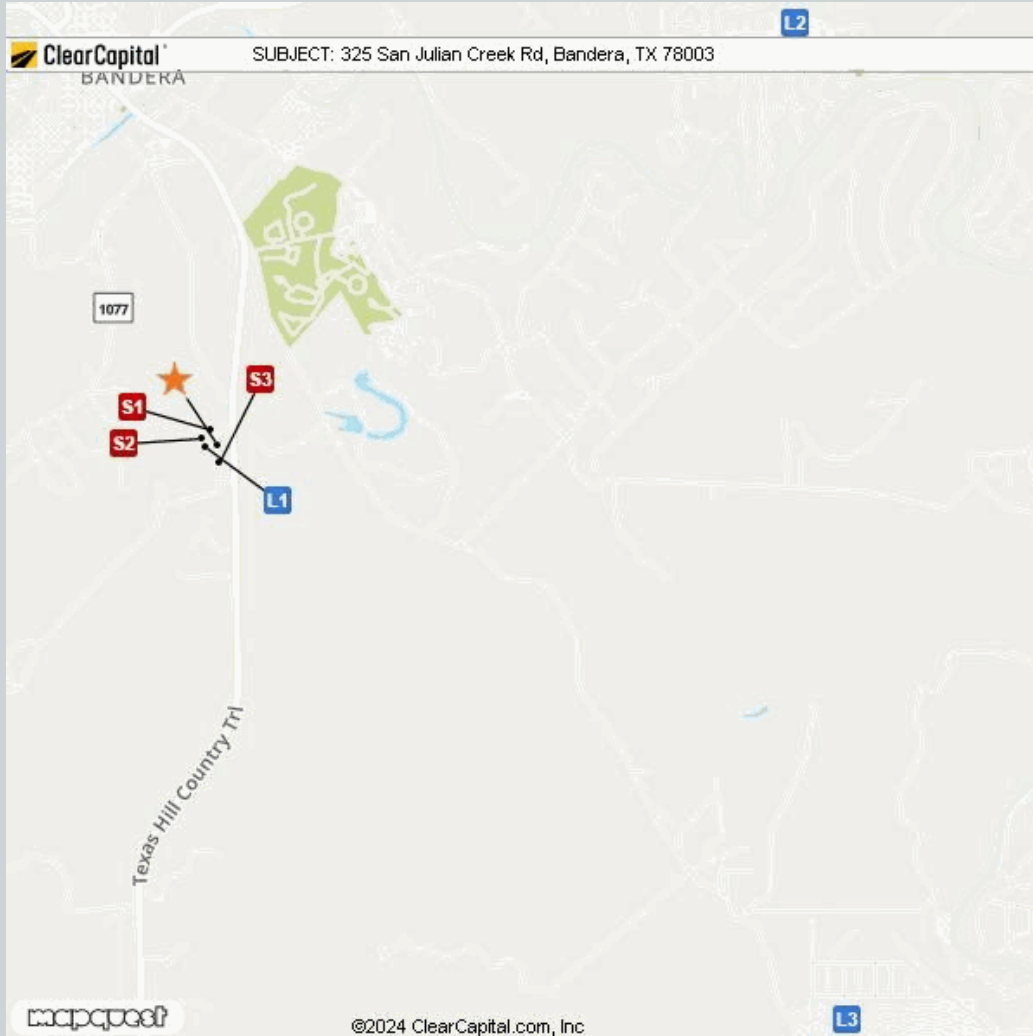 L2
ClearCapital
SUBJECT: 325 San Julian Creek Rd, Bandera, TX 78003
BANDERA
1077
S3
S1
S2
L1
Texas Hill Country Trl
mapquest
©2024 ClearCapital.com, Inc
L3